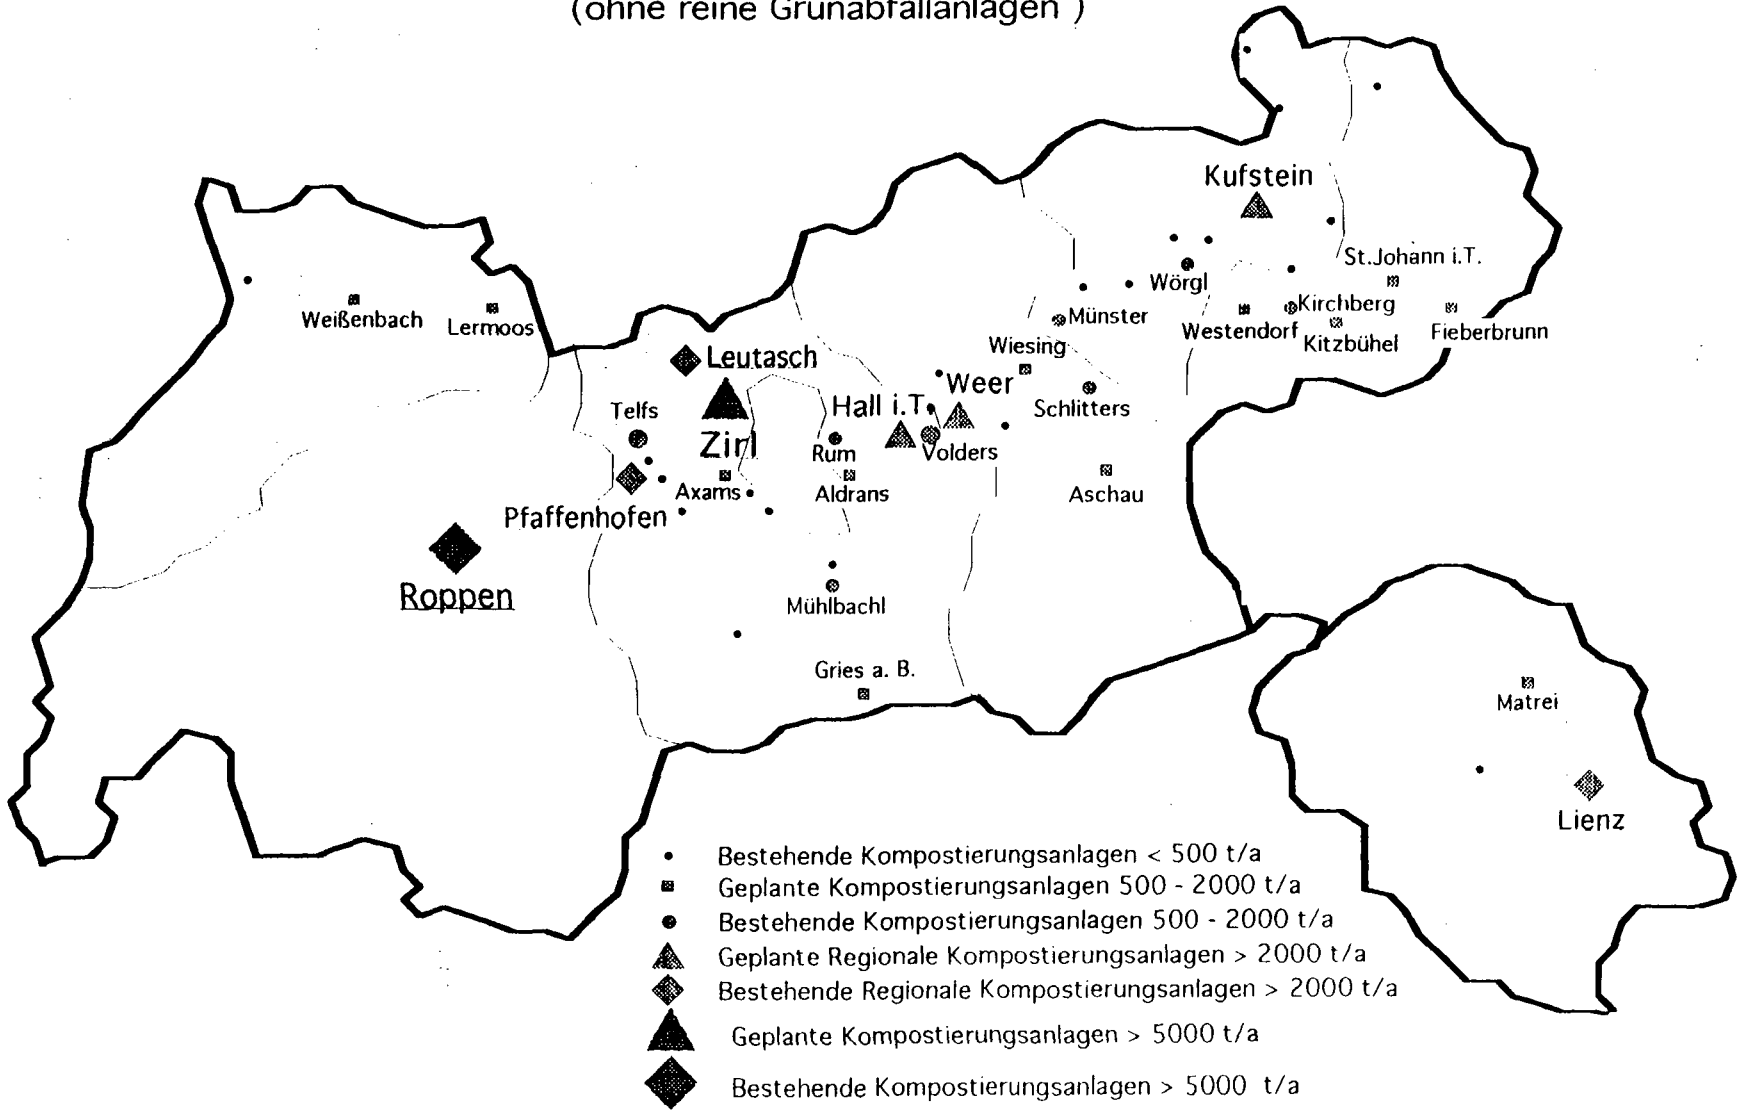 (ohne reine Grünabfallanlagen )
Kufstein
St.Johann i.T.
Wörgl
Weißenbach
Lermoos
Münster
Kirchberg
Westendorf
Kitzbühel
Fieberbrunn
Wiesing
Leutasch
Weer
Hall i.T.
Schlitters
Telfs
Zirl
Rum
Volders
Axams
Aldrans
Aschau
Pfaffenhofen
Roppen
Mühlbachl
Gries a. B.
Matrei
Lienz
Bestehende Kompostierungsanlagen < 500 t/a
Geplante Kompostierungsanlagen 500 - 2000 t/a
Bestehende Kompostierungsanlagen 500 - 2000 t/a
Geplante Regionale Kompostierungsanlagen > 2000 t/a
Bestehende Regionale Kompostierungsanlagen > 2000 t/a
Geplante Kompostierungsanlagen > 5000 t/a
Bestehende Kompostierungsanlagen > 5000 t/a